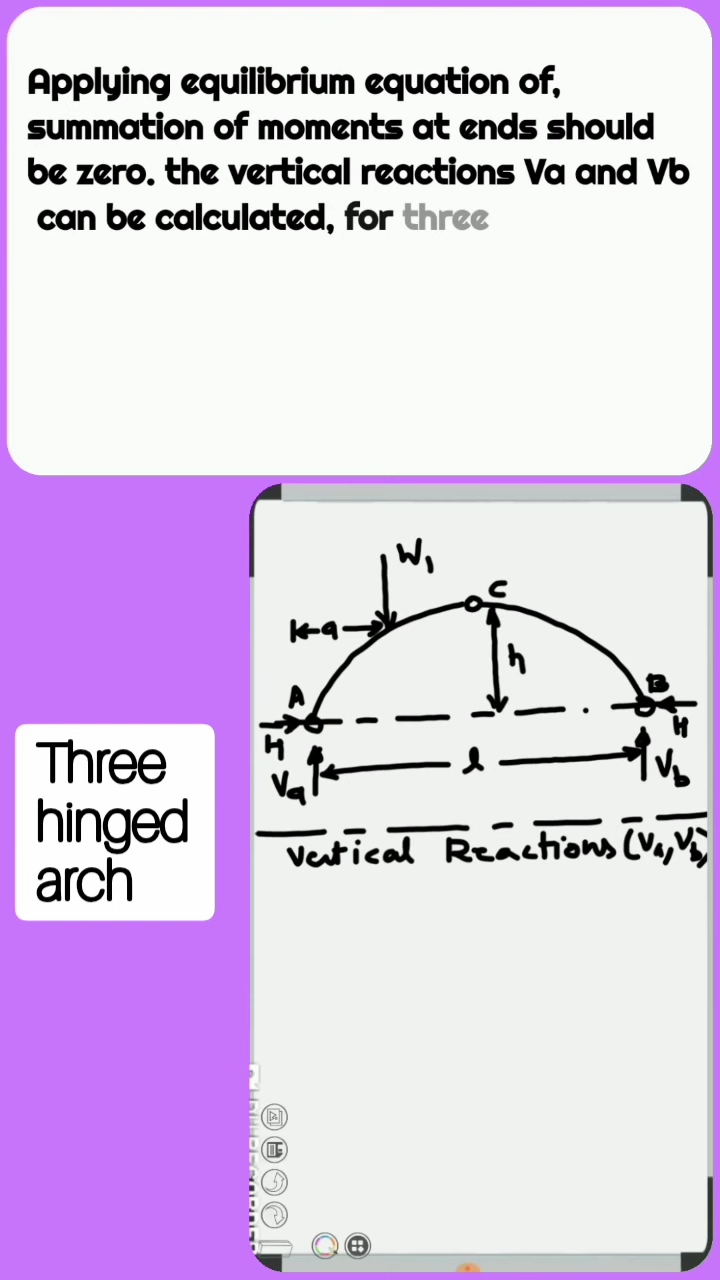 Applying equilibrium equation of,
summation of moments at ends should
be zero. the vertical reactions Va and Vb
can be calculated, for three
W1
C
a
h
A
B
H
H
Va
l
Vb
Three
hinged
arch
Vertical Reactions (Va, Vb)